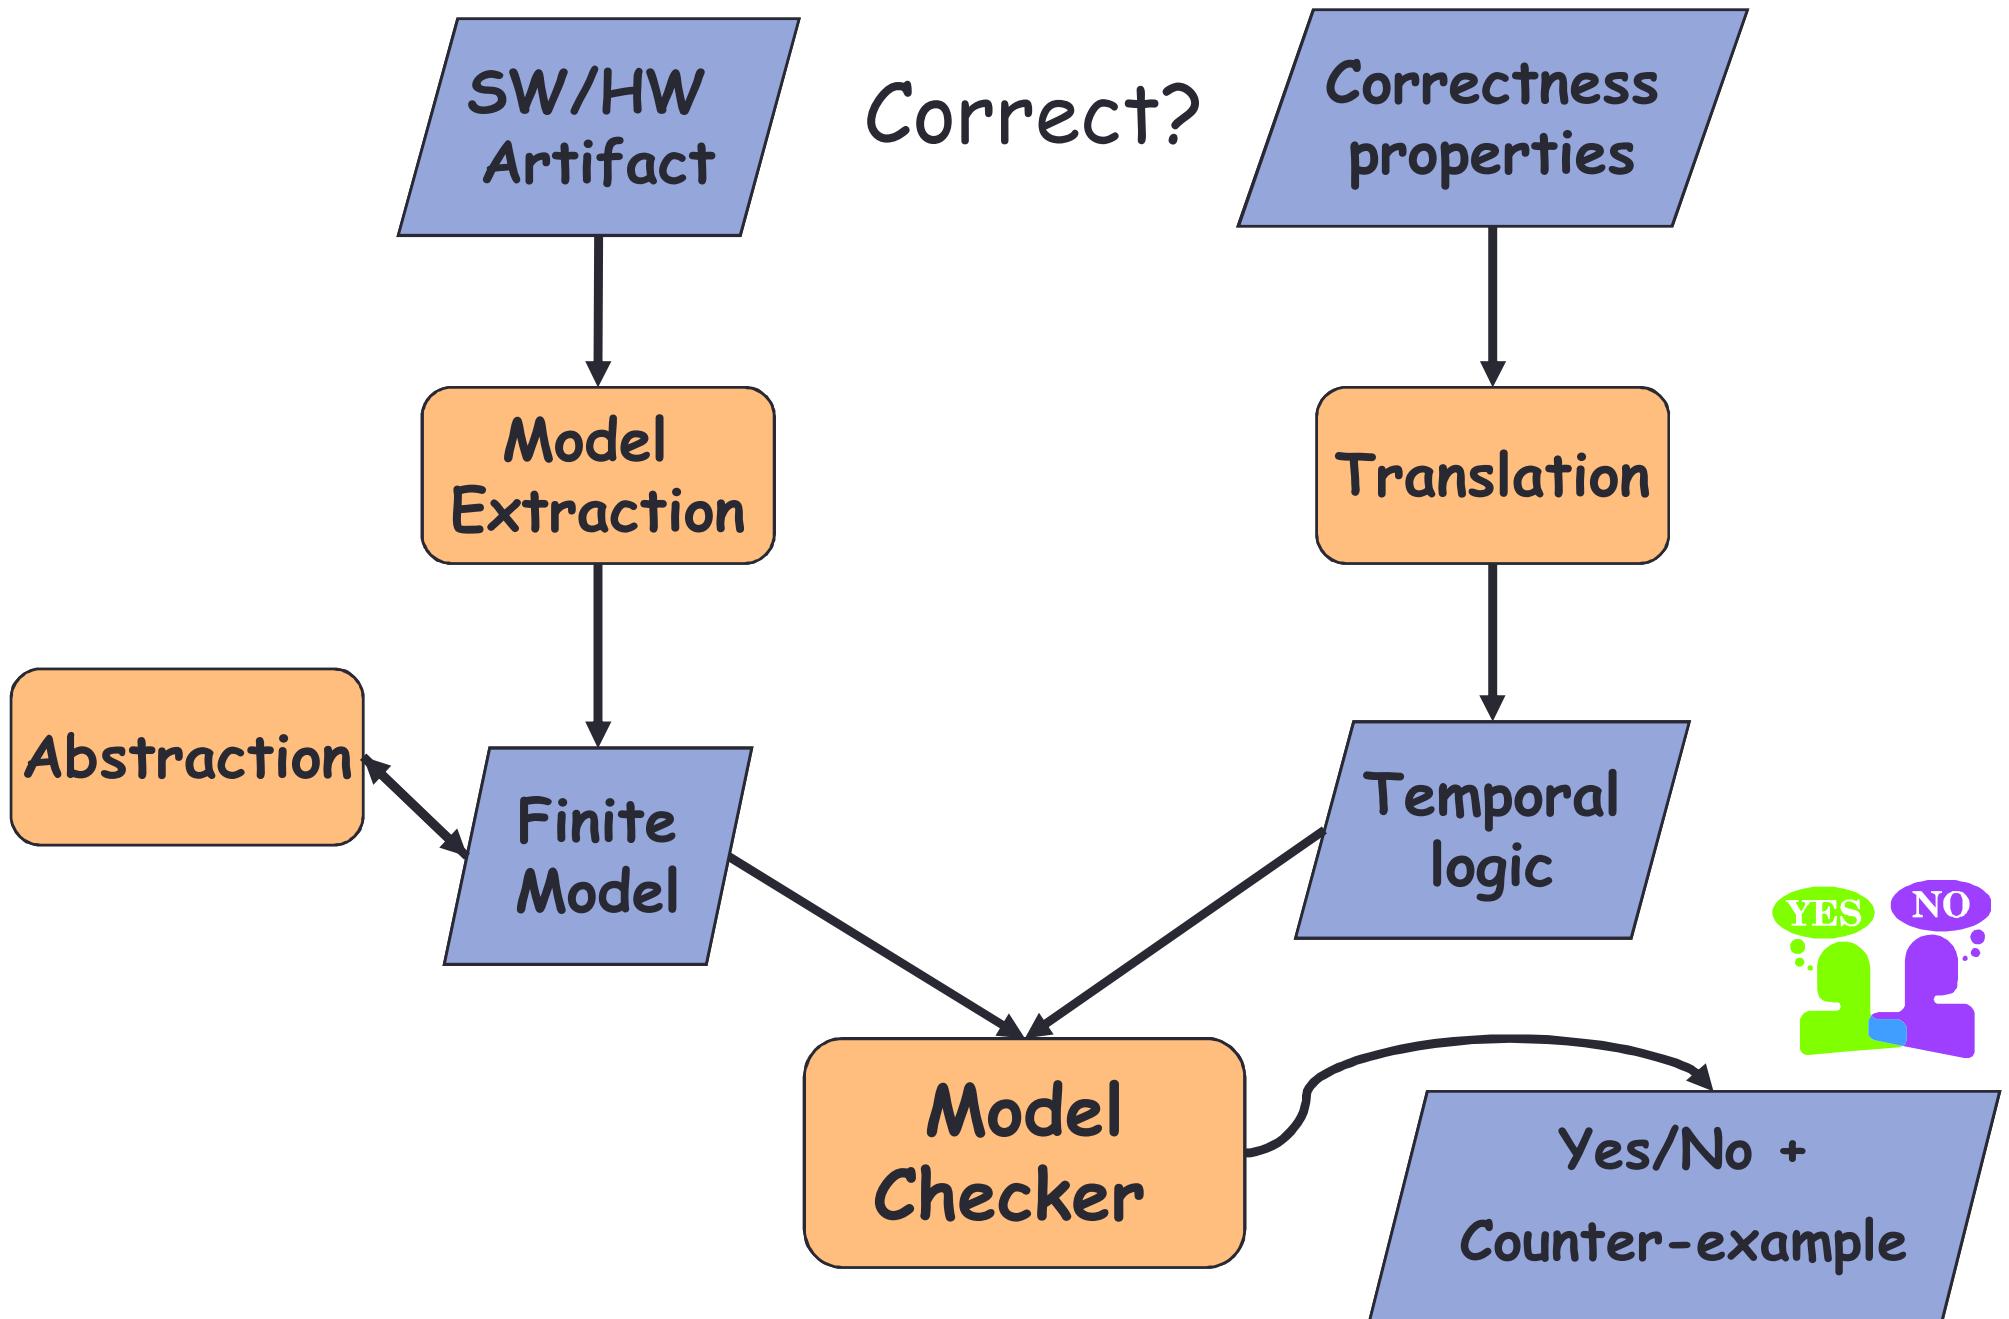 SW/HW
Artifact
Correct?
Correctness
properties
Model
Extraction
Translation
Abstraction
Finite
Model
Temporal
logic
YES
NO
Model
Checker
Yes/No +
Counter-example